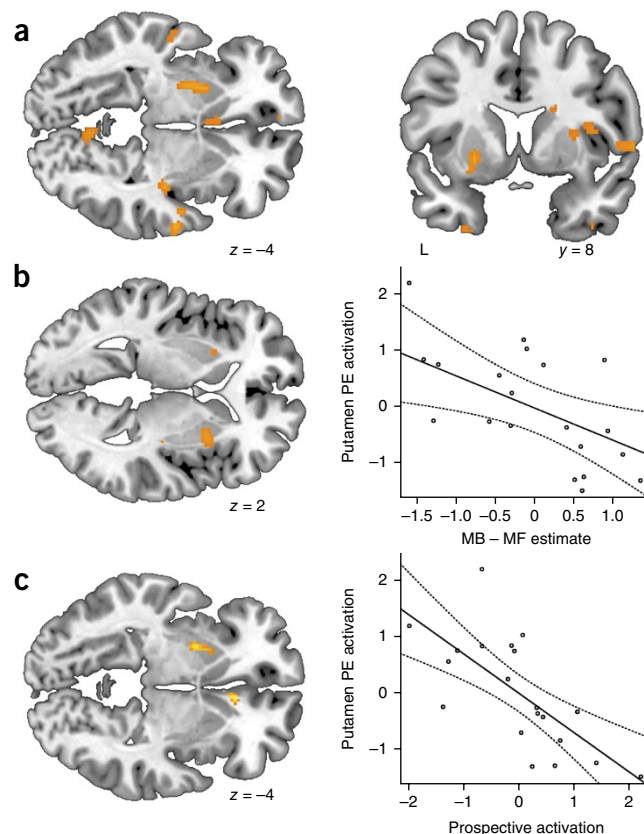 a
z = −4
L
y = 8
b
z = 2
Putamen PE activation
2
1
0
−1
−1.5
−1.0
−0.5
0
0.5
1.0
MB – MF estimate
c
z = −4
Putamen PE activation
2
1
0
−1
−2
−1
0
1
2
Prospective activation